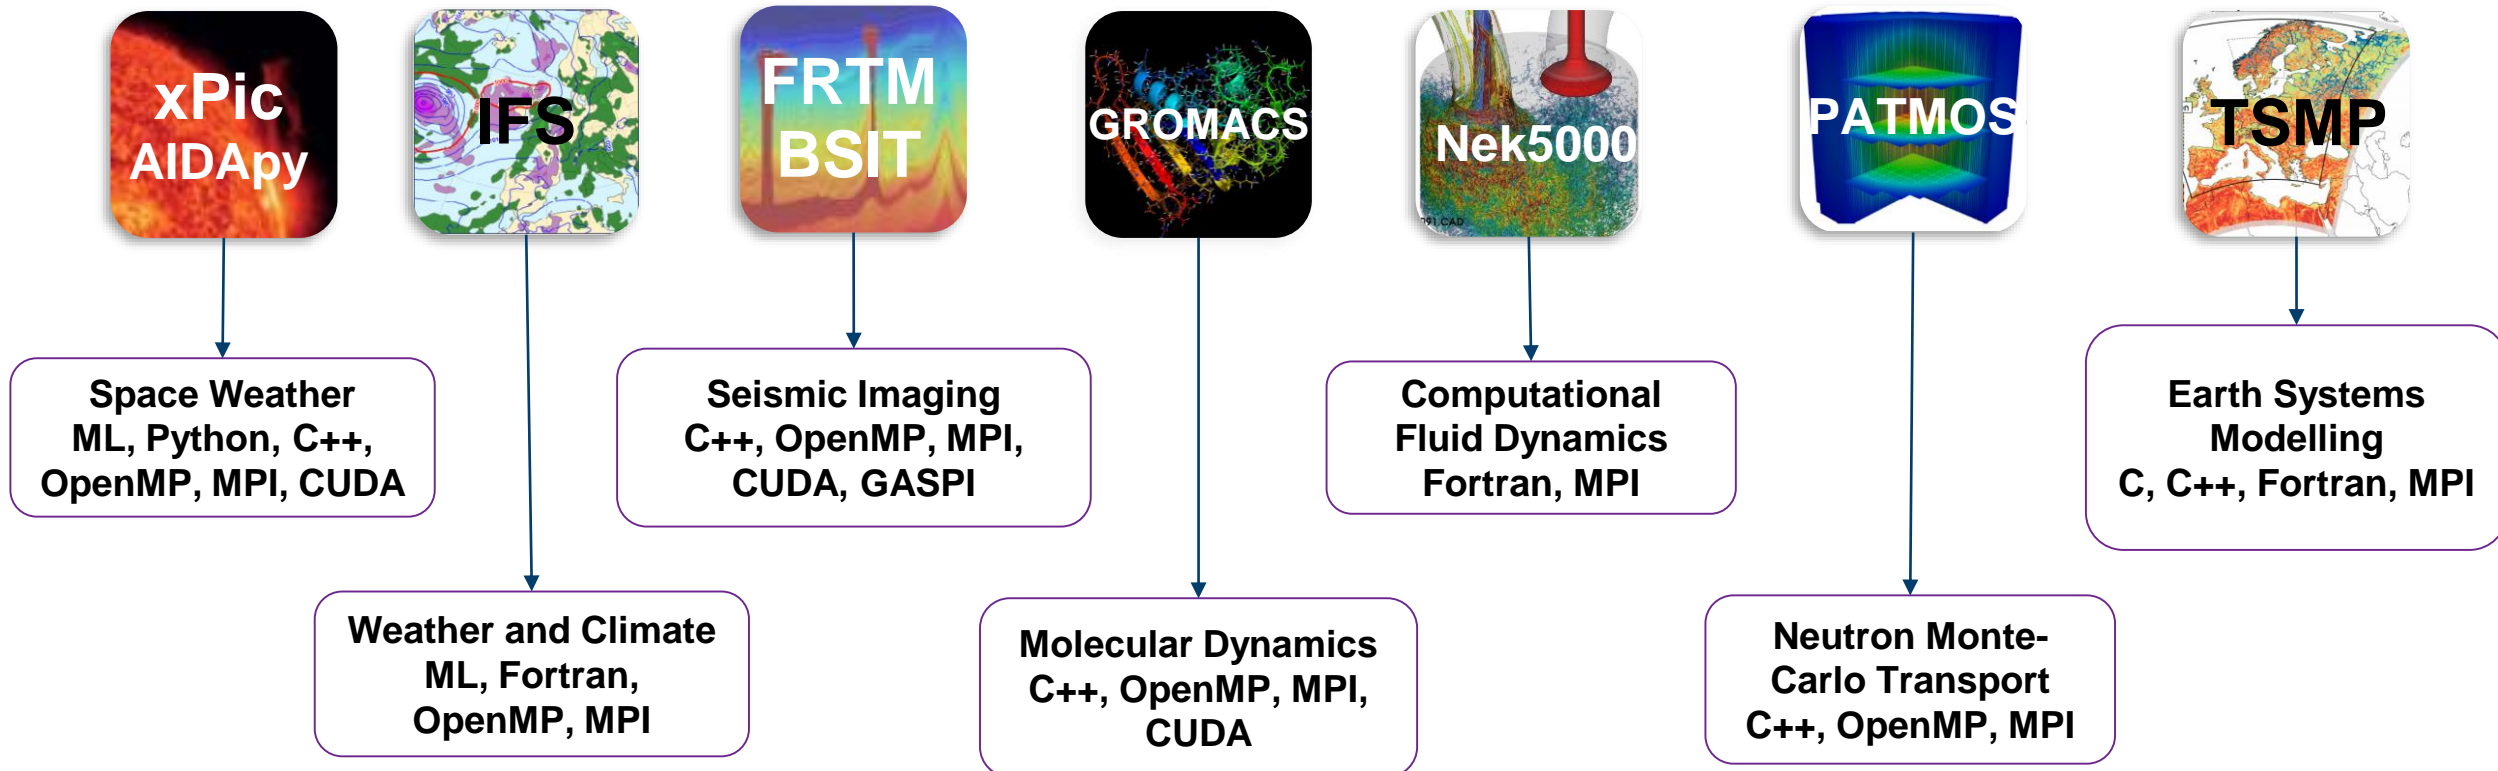 xPic
AIDApy
IFS
FRTM
BSIT
GROMACS
Nek5000
091 CAD
PATMOS
TSMP
Space Weather
ML, Python, C++,
OpenMP, MPI, CUDA
Weather and Climate
ML, Fortran,
OpenMP, MPI
Seismic Imaging
C++, OpenMP, MPI,
CUDA, GASPI
Molecular Dynamics
C++, OpenMP, MPI,
CUDA
Computational
Fluid Dynamics
Fortran, MPI
Neutron Monte-
Carlo Transport
C++, OpenMP, MPI
Earth Systems
Modelling
C, C++, Fortran, MPI